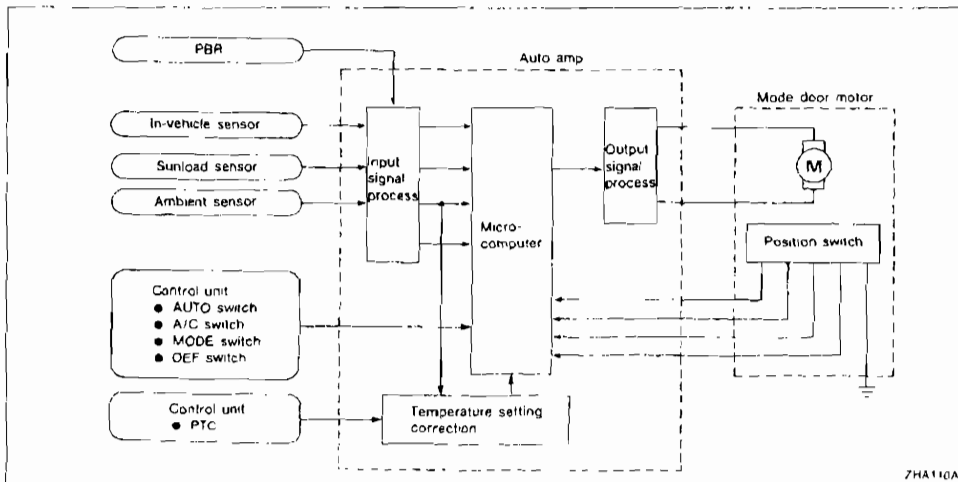 PBR
Auto amp
Mode door motor
In-vehicle sensor
Sunload sensor
Ambient sensor
Input
signal
process
Micro-
computer
Output
signal
process
M
Position switch
Control unit
● AUTO switch
● A/C switch
● MODE switch
● DEF switch
Control unit
● PTC
Temperature setting
correction
7HA110A